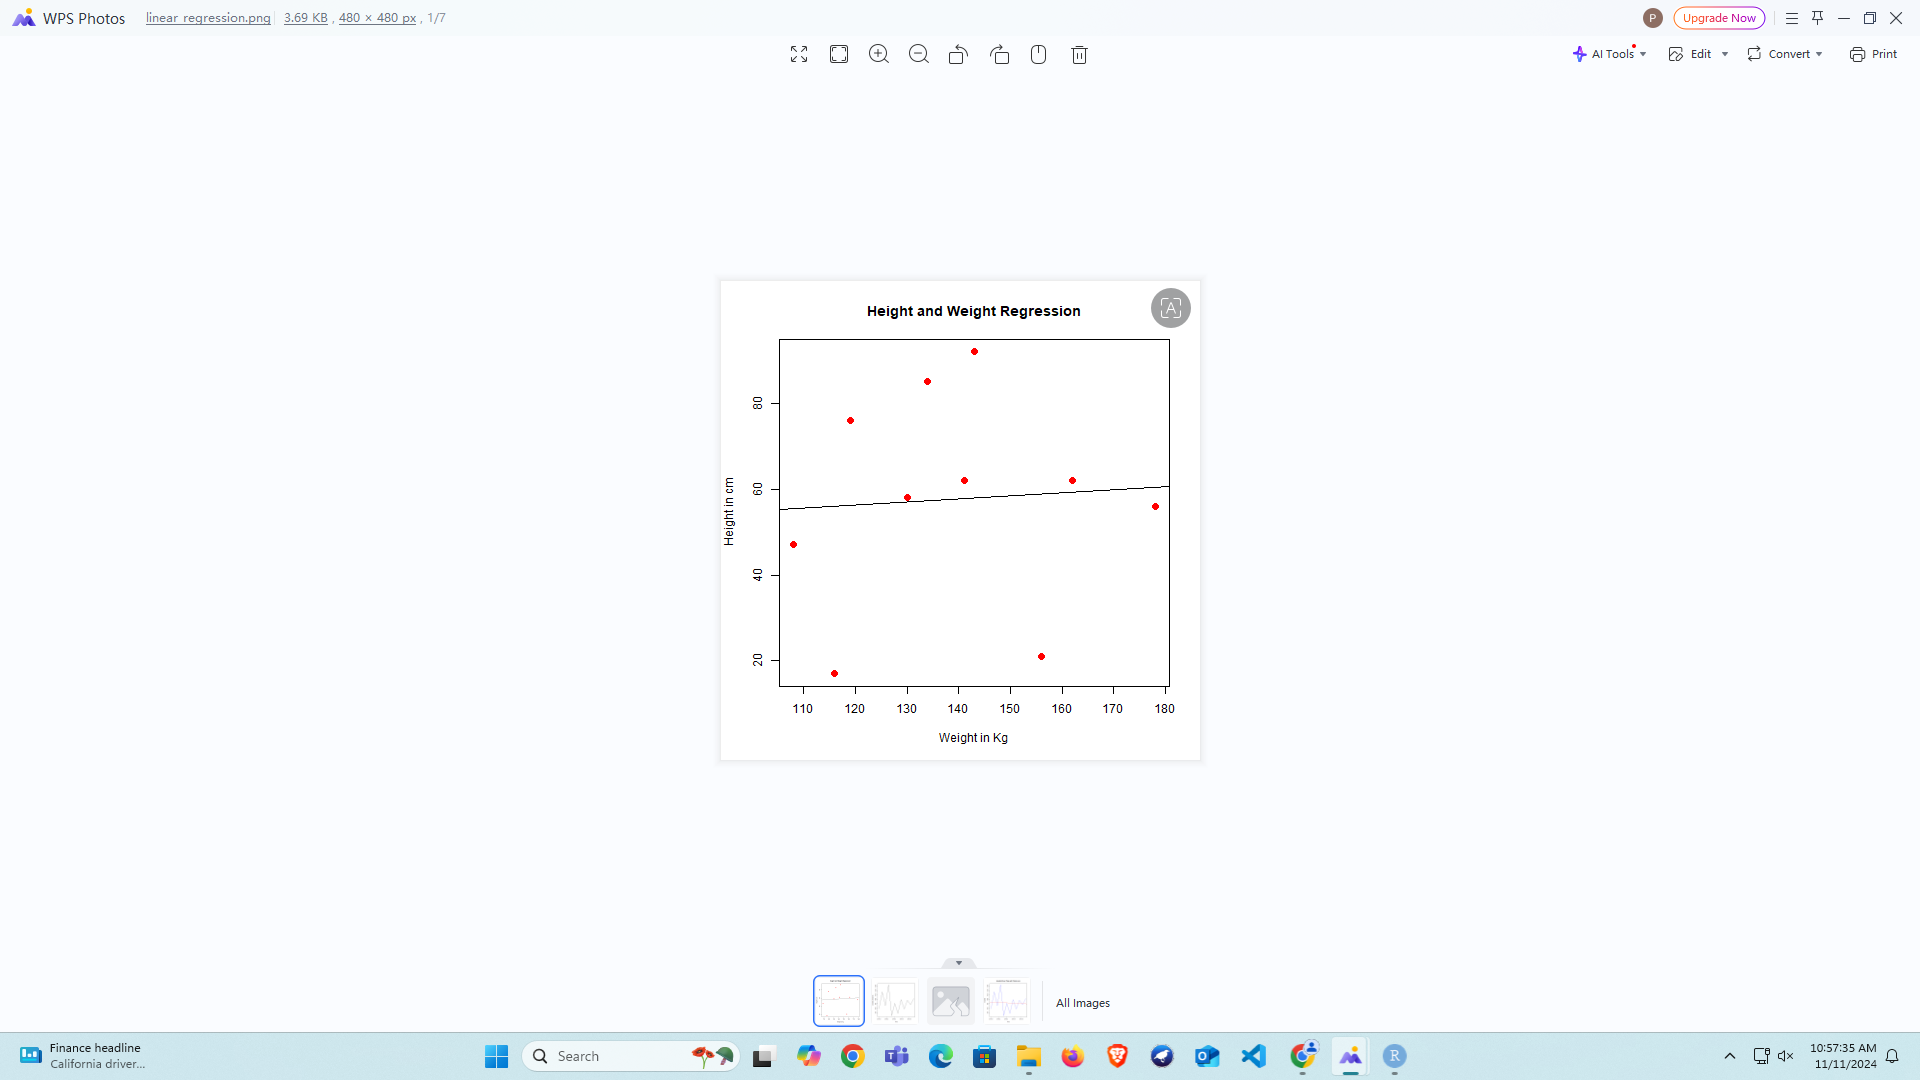 WPS Photos
linear_regression.png 3.69 KB , 480 × 480 px , 1/7
P
Upgrade Now
AI Tools
Edit
Convert
Print
Height and Weight Regression
A
80
60
40
20
Height in cm
110 120 130 140 150 160 170 180
Weight in Kg
All Images
Finance headline
California driver...
Search
R
10:57:35 AM
11/11/2024